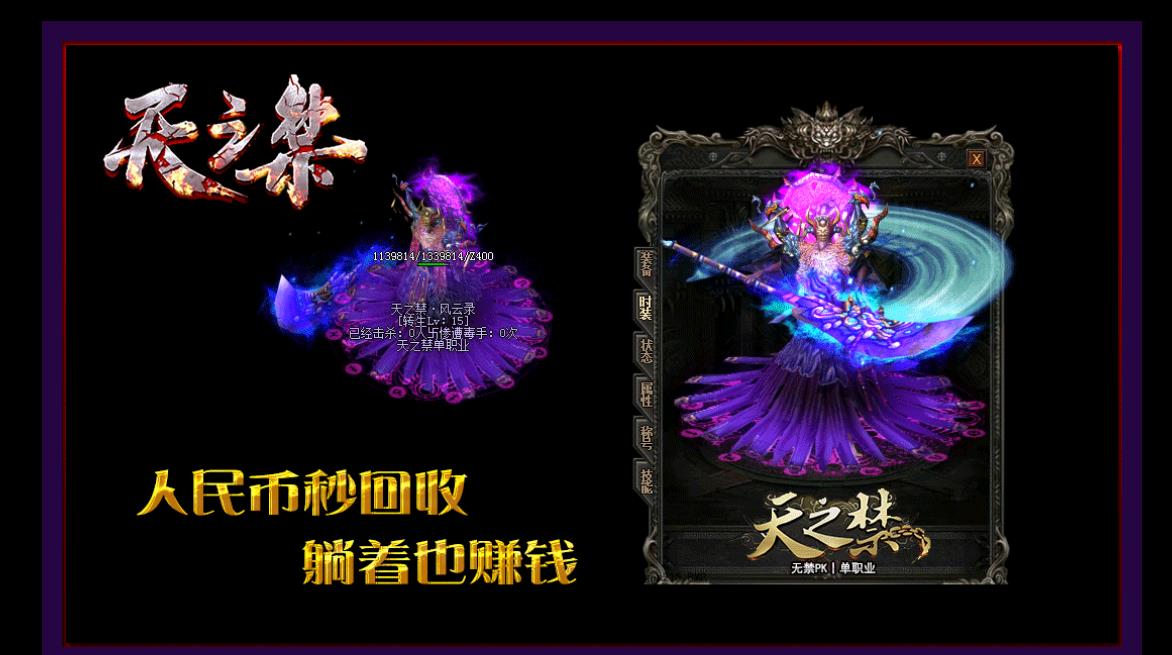 天之禁
1139814/1339814/Z400
天之禁·风云录
[转生Lv:15]
已经击杀:0人与惨遭毒手:0次
天之禁单职业
人民币秒回收
躺着也赚钱
X
装备
时装
状态
属性
称号
技能
天之禁
无禁PK|单职业